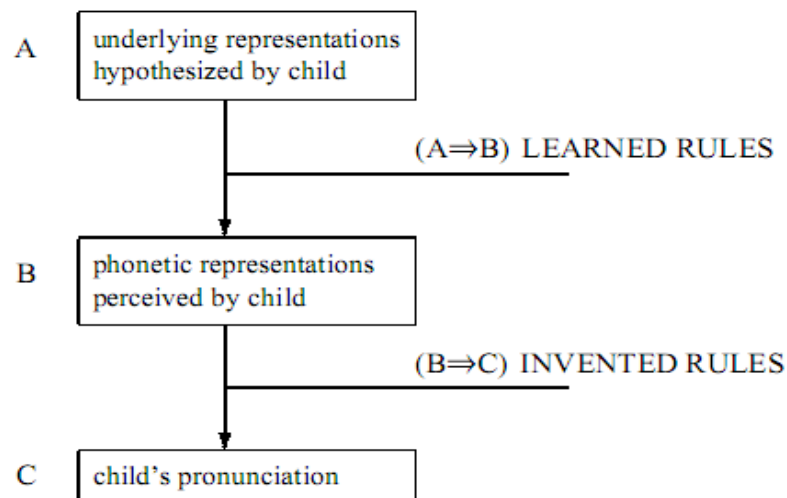 A
underlying representations
hypothesized by child
(A⇒B) LEARNED RULES
B
phonetic representations
perceived by child
(B⇒C) INVENTED RULES
C
child's pronunciation